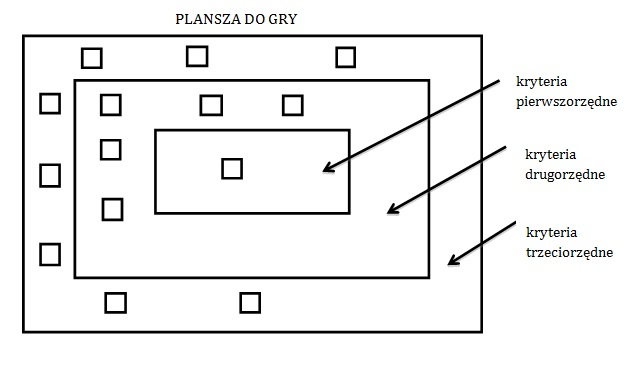 PLANSZA DO GRY
kryteria
pierwszorzędne
kryteria
drugorzędne
kryteria
trzeciorzędne